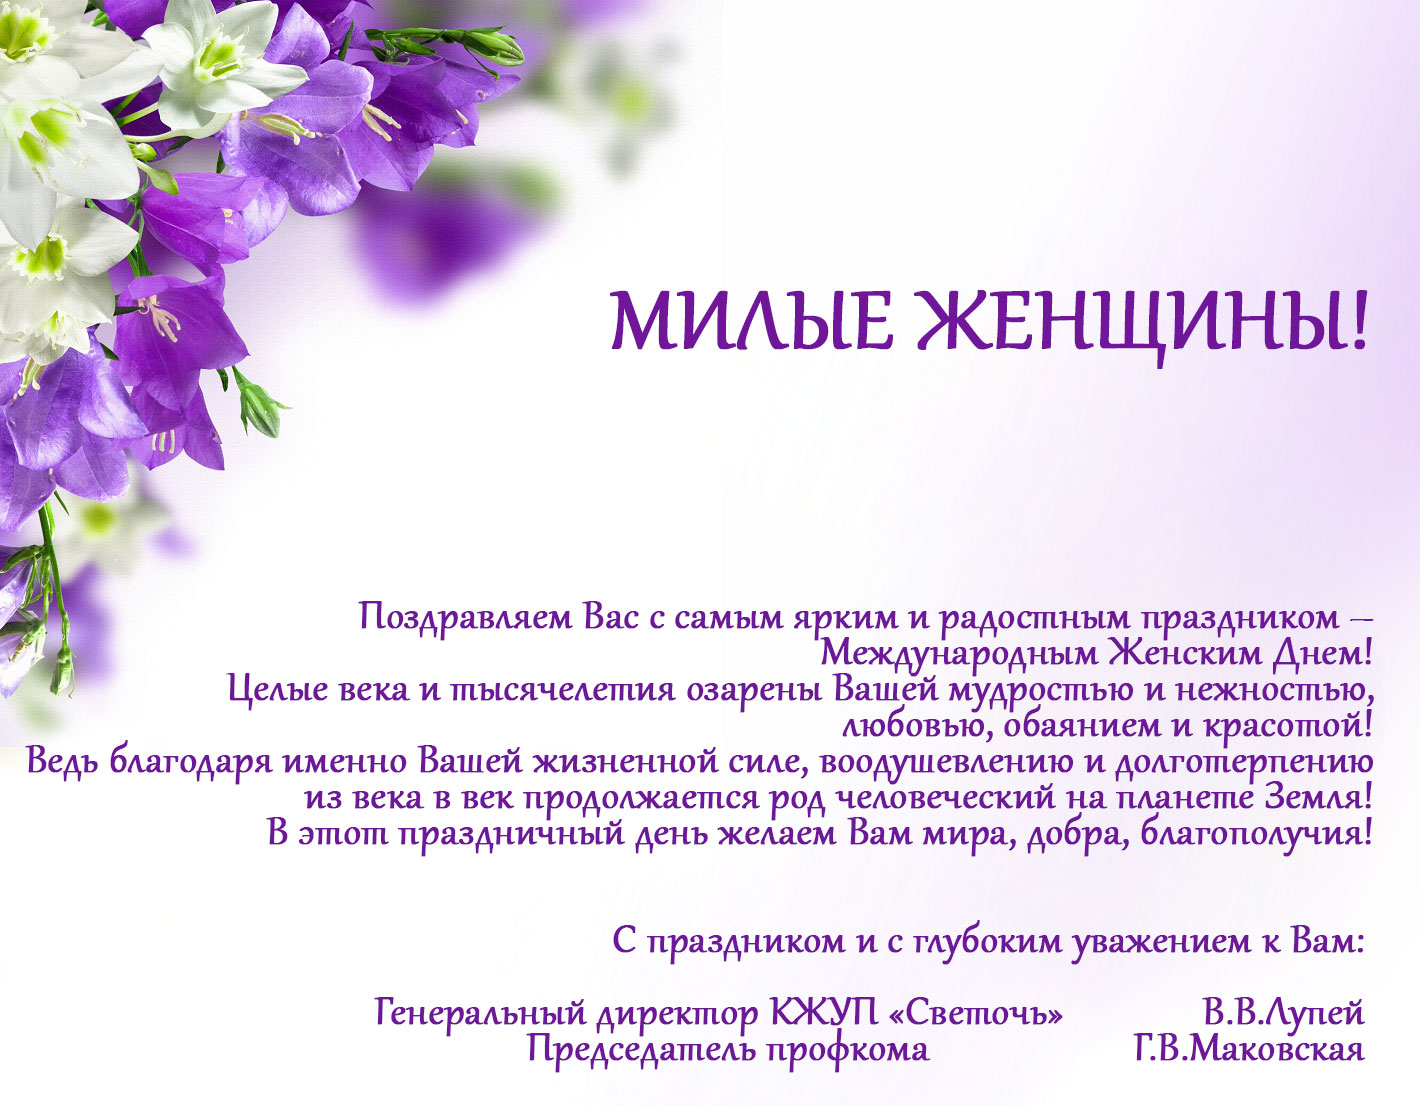 МИЛЫЕ ЖЕНЩИНЫ!
Поздравляем Вас с самым ярким и радостным праздником –
Международным Женским Днем!
Целые века и тысячелетия озарены Вашей мудростью и нежностью,
любовью, обаянием и красотой!
Ведь благодаря именно Вашей жизненной силе, воодушевлению и долготерпению
из века в век продолжается род человеческий на планете Земля!
В этот праздничный день желаем Вам мира, добра, благополучия!
С праздником и с глубоким уважением к Вам:
Генеральный директор КЖУП «Светочь» В.В.Лупей
Председатель профкома Г.В.Маковская